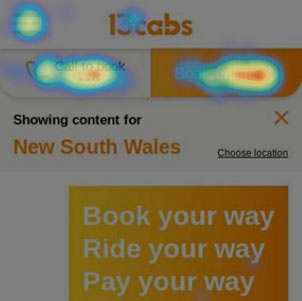 13cabs
Call to book
Book
Showing content for
New South Wales
Choose location
Book your way
Ride your way
Pay your way